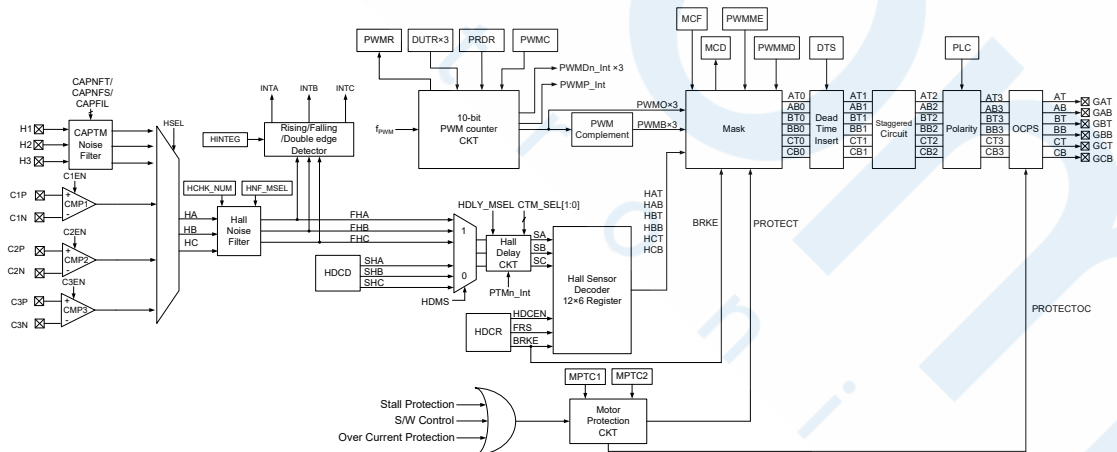 CAPNFT/
CAPNFS/
CAPFIL
H1
H2
H3
CAPTM
Noise
Filter
HSEL
C1EN
C1P
C1N
+
-
CMP1
C2EN
C2P
C2N
+
-
CMP2
C3EN
C3P
C3N
+
-
CMP3
HA
HB
HC
HCHK_NUM
HNF_MSEL
Hall
Noise
Filter
INTA
INTB
INTC
HINTEG
Rising/Falling
/Double edge
Detector
FHA
FHB
FHC
HDCD
SHA
SHB
SHC
1
0
HDMS
HDLY_MSEL
CTM_SEL[1:0]
Hall
Delay
CKT
PTMn_Int
SA
SB
SC
Hall Sensor
Decoder
12×6 Register
HDCR
HDCEN
FRS
BRKE
PWMR
DUTR×3
PRDR
PWMC
fPWM
10-bit
PWM counter
CKT
PWMDn_Int ×3
PWMP_Int
PWM
Complement
PWMO×3
PWMB×3
HAT
HAB
HBT
HBB
HCT
HCB
MCF
MCD
PWMME
PWMMD
Mask
BRKE
PROTECT
AT0
AB0
BT0
BB0
CT0
CB0
DTS
Dead
Time
Insert
AT1
AB1
BT1
BB1
CT1
CB1
Staggered
Circuit
AT2
AB2
BT2
BB2
CT2
CB2
PLC
Polarity
AT3
AB3
BT3
BB3
CT3
CB3
OCPS
AT
AB
BT
BB
CT
CB
GAT
GAB
GBT
GBB
GCT
GCB
PROTECTOC
Stall Protection
S/W Control
Over Current Protection
MPTC1
MPTC2
Motor
Protection
CKT